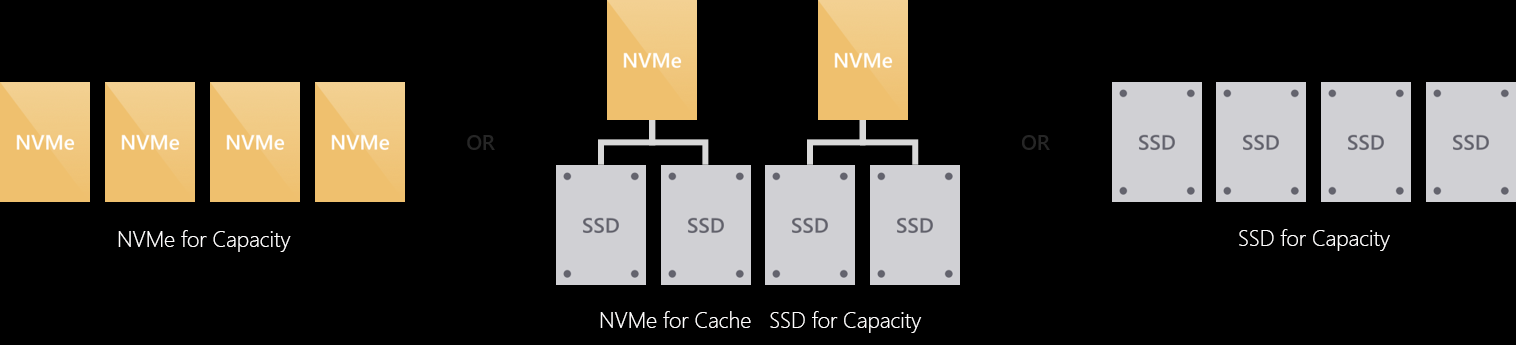 NVMe NVMe
NVMe NVMe NVMe NVMe OR OR SSD SSD SSD SSD
SSD SSD SSD SSD
NVMe for Capacity SSD for Capacity
NVMe for Cache SSD for Capacity